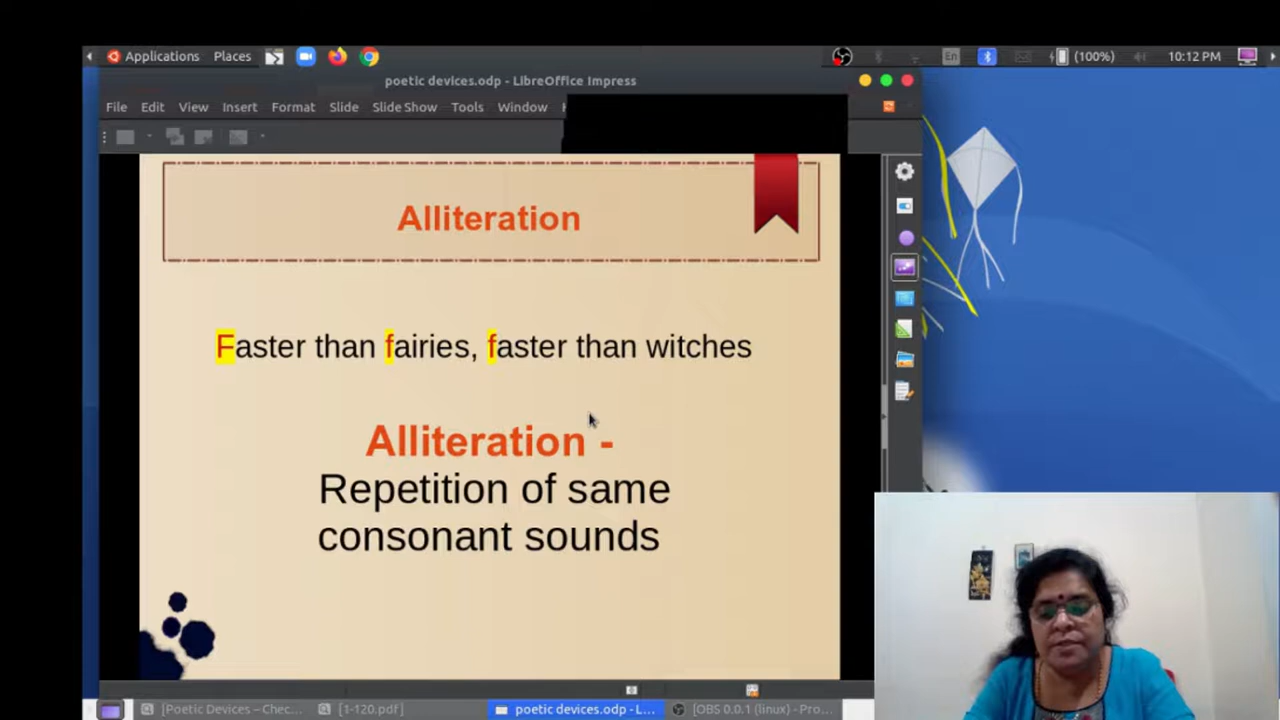 Applications Places En (100%) 10:12 PM
poetic devices.odp - LibreOffice Impress
File Edit View Insert Format Slide Slide Show Tools Window
Alliteration
Faster than fairies, faster than witches
Alliteration -
Repetition of same
consonant sounds
[Poetic Devices – Chec... [1-120.pdf] poetic devices.odp - L... [OBS 0.0.1 (linux) - Pro...